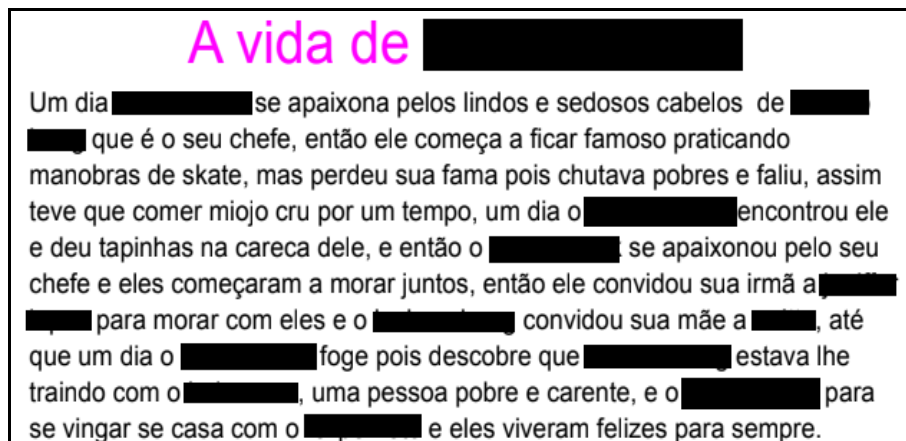 A vida de
Um dia se apaixona pelos lindos e sedosos cabelos de
que é o seu chefe, então ele começa a ficar famoso praticando
manobras de skate, mas perdeu sua fama pois chutava pobres e faliu, assim
teve que comer miojo cru por um tempo, um dia o encontrou ele
e deu tapinhas na careca dele, e então o se apaixonou pelo seu
chefe e eles começaram a morar juntos, então ele convidou sua irmã a
para morar com eles e o convidou sua mãe a , até
que um dia o foge pois descobre que estava lhe
traindo com o , uma pessoa pobre e carente, e o para
se vingar se casa com o e eles viveram felizes para sempre.